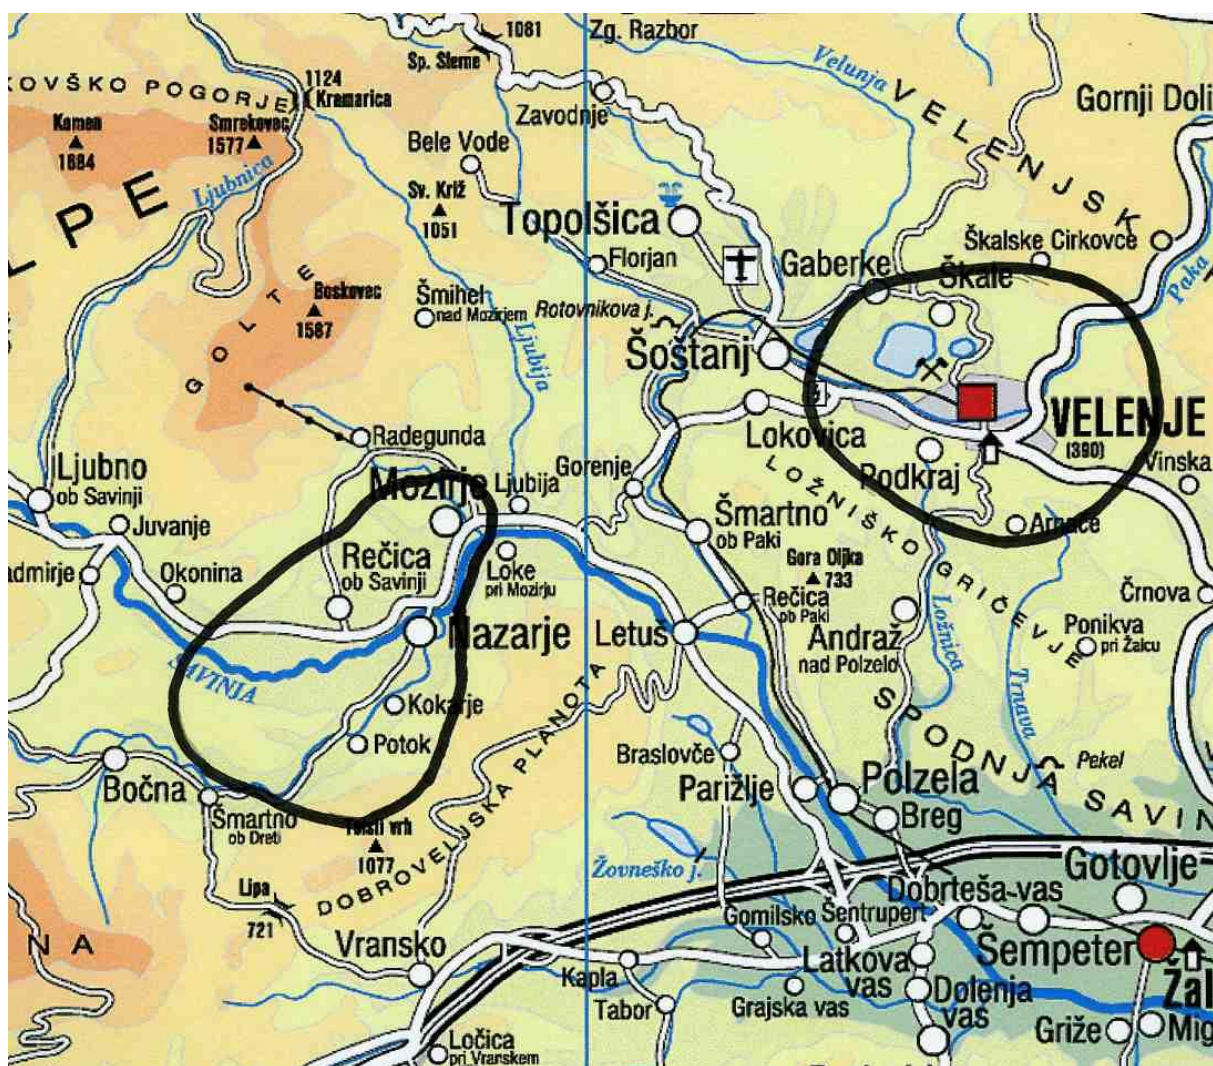 1081
Zg. Razbor
Sp. Sleme
Velunja
VELENJSK
KOVŠKO POGORJE
1124
Kramarica
Zavodnje
Gornji Doli
Komen
1684
Smrekovec
1577
Bele Vode
Ljubnica
LPE
Sv. Križ
1051
Topolšica
Florjan
Gaberke
Škalske Cirkovce
Škale
Paka
GOLTE
Boskovec
1587
Šmihel
nad Mozirjem
Rotovnikova j.
Ljubija
Šoštanj
VELENJE
(390)
Radegunda
Lokovica
Ljubno
ob Savinji
Mozirje
Ljubija
Gorenje
Podkraj
Vinska
LOŽNIŠKO GRIČEVJE
Juvanje
Šmartno
ob Paki
Arnače
Rečica
ob Savinji
Loke
pri Mozirju
Gora Oljka
733
admirje
Okonina
Rečica
ob Paki
Črnova
Nazarje
Letuš
Andraž
nad Polzelo
Ložnica
Ponikva
pri Žalcu
SAVINJA
Trnava
Kokarje
Potok
SPODNJA SAVIN
Braslovče
Pekel
Bočna
Parižlje
Polzela
Šmartno
ob Dreti
Tolsti vrh
1077
DOBROVELJSKA PLANOTA
Breg
Žovneško j.
Gotovlje
Lipa
721
Dobrteša vas
NA
Vransko
Gomilsko
Šentrupert
Šempeter
Kapla
Latkova
vas
Žal
Tabor
Grajska vas
Dolenja
vas
Griže
Mig
Ločica
pri Vranskem